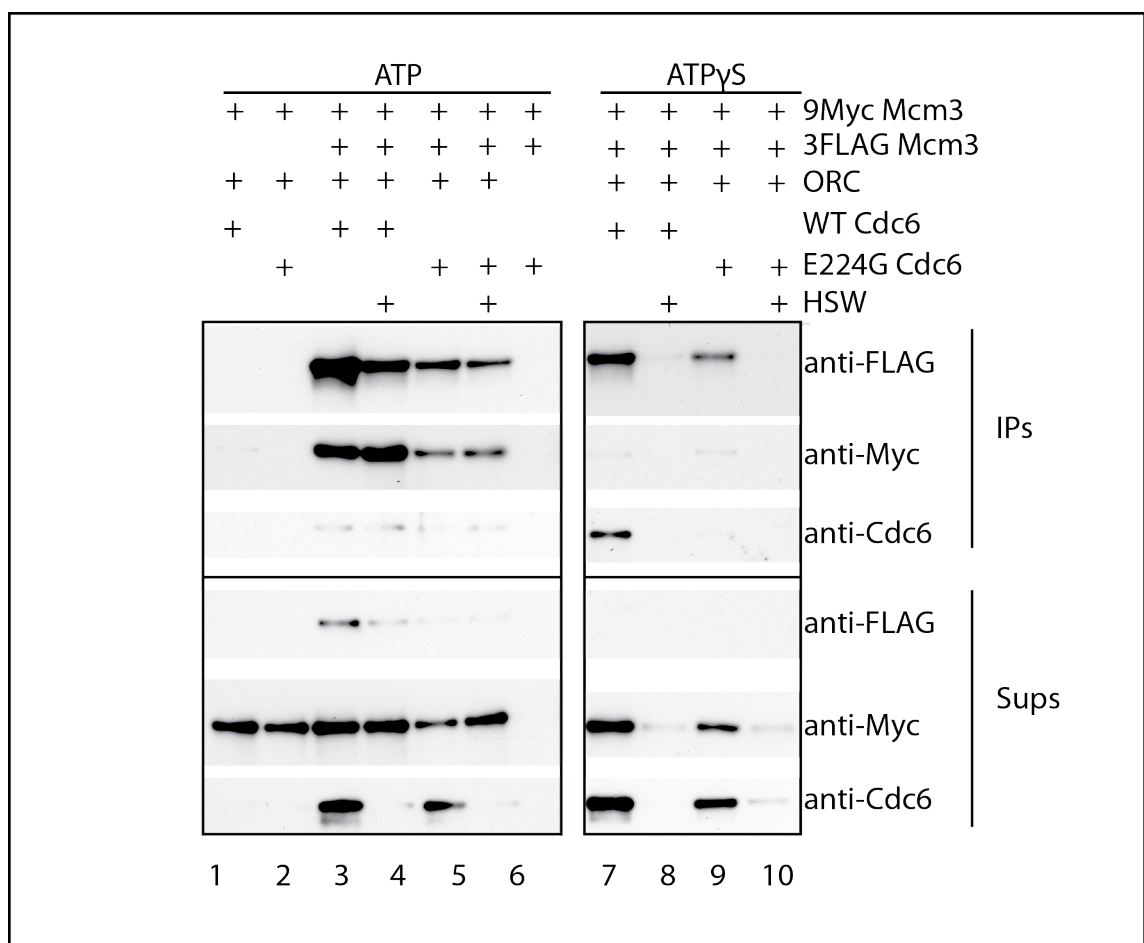 ATP ATPγS
+ + + + + + + + + + + 9Myc Mcm3
+ + + + + + + + + 3FLAG Mcm3
+ + + + + + + + + + ORC
+ + + + + WT Cdc6
+ + + + + + E224G Cdc6
+ + + + HSW
anti-FLAG
anti-Myc
anti-Cdc6
IPs
anti-FLAG
anti-Myc
anti-Cdc6
Sups
1 2 3 4 5 6 7 8 9 10